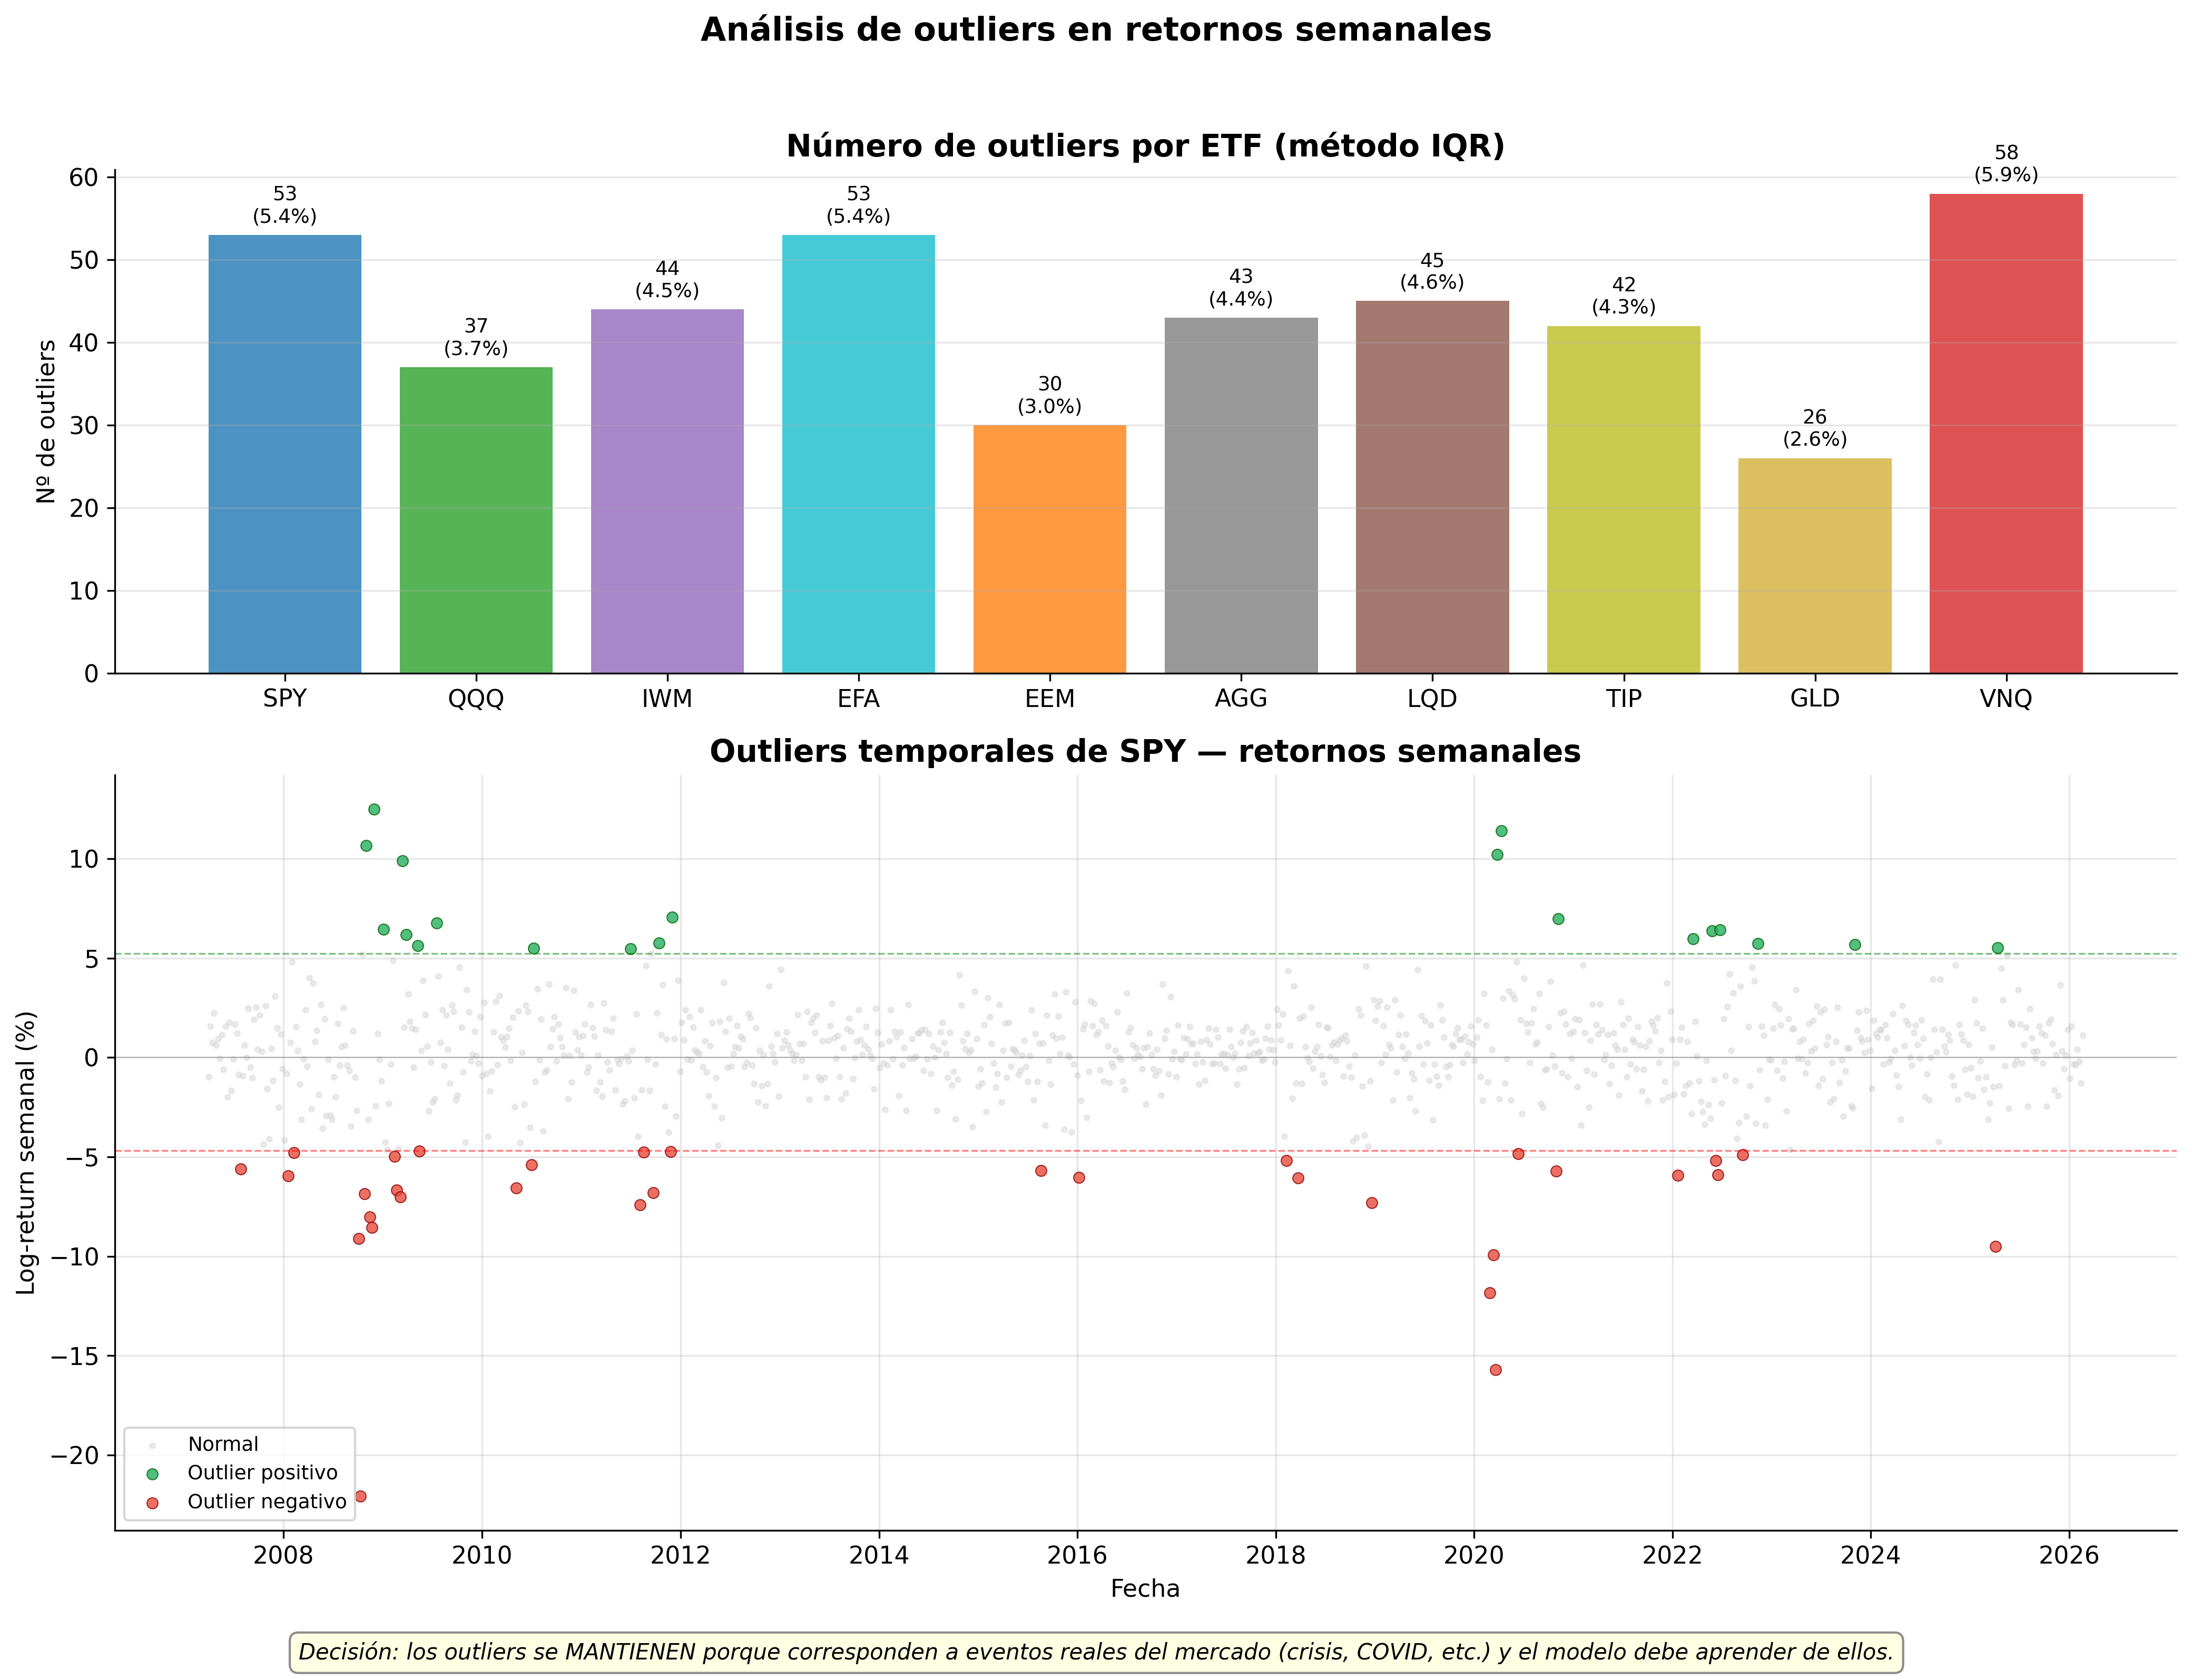 Análisis de outliers en retornos semanales
Número de outliers por ETF (método IQR)
Nº de outliers
60
50
40
30
20
10
0
53
(5.4%)
37
(3.7%)
44
(4.5%)
53
(5.4%)
30
(3.0%)
43
(4.4%)
45
(4.6%)
42
(4.3%)
26
(2.6%)
58
(5.9%)
SPY QQQ IWM EFA EEM AGG LQD TIP GLD VNQ
Outliers temporales de SPY — retornos semanales
Log-return semanal (%)
10
5
0
−5
−10
−15
−20
Normal
Outlier positivo
Outlier negativo
2008 2010 2012 2014 2016 2018 2020 2022 2024 2026
Fecha
Decisión: los outliers se MANTIENEN porque corresponden a eventos reales del mercado (crisis, COVID, etc.) y el modelo debe aprender de ellos.